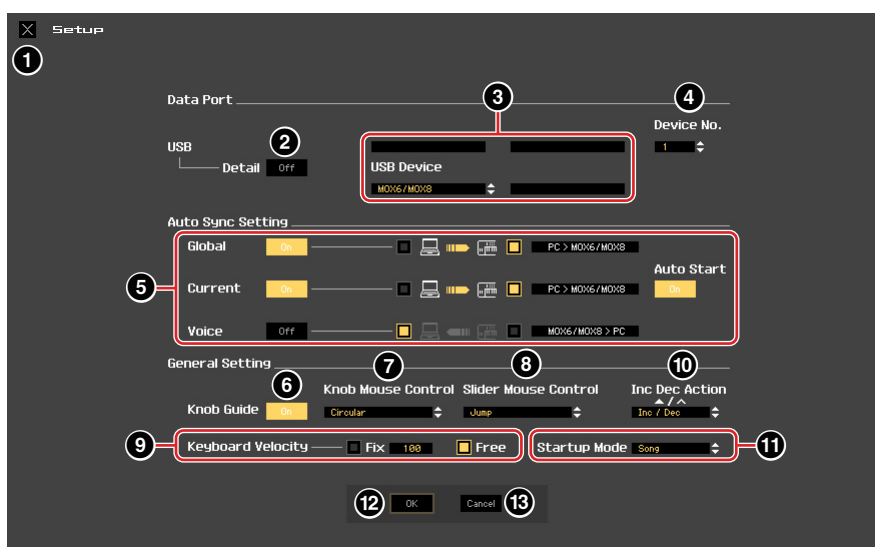 Setup
1
Data Port
3
4
Device No.
USB
2
1
Detail Off
USB Device
MOX6/MOX8
Auto Sync Setting
Global On PC > MOX6/MOX8
Auto Start
5
Current On PC > MOX6/MOX8 On
Voice Off MOX6/MOX8 > PC
General Setting
6 7 8 10
Knob Mouse Control Slider Mouse Control Inc Dec Action
Knob Guide On Circular Jump Inc / Dec
9 Keyboard Velocity Fix 100 Free Startup Mode Song 11
12 OK Cancel 13